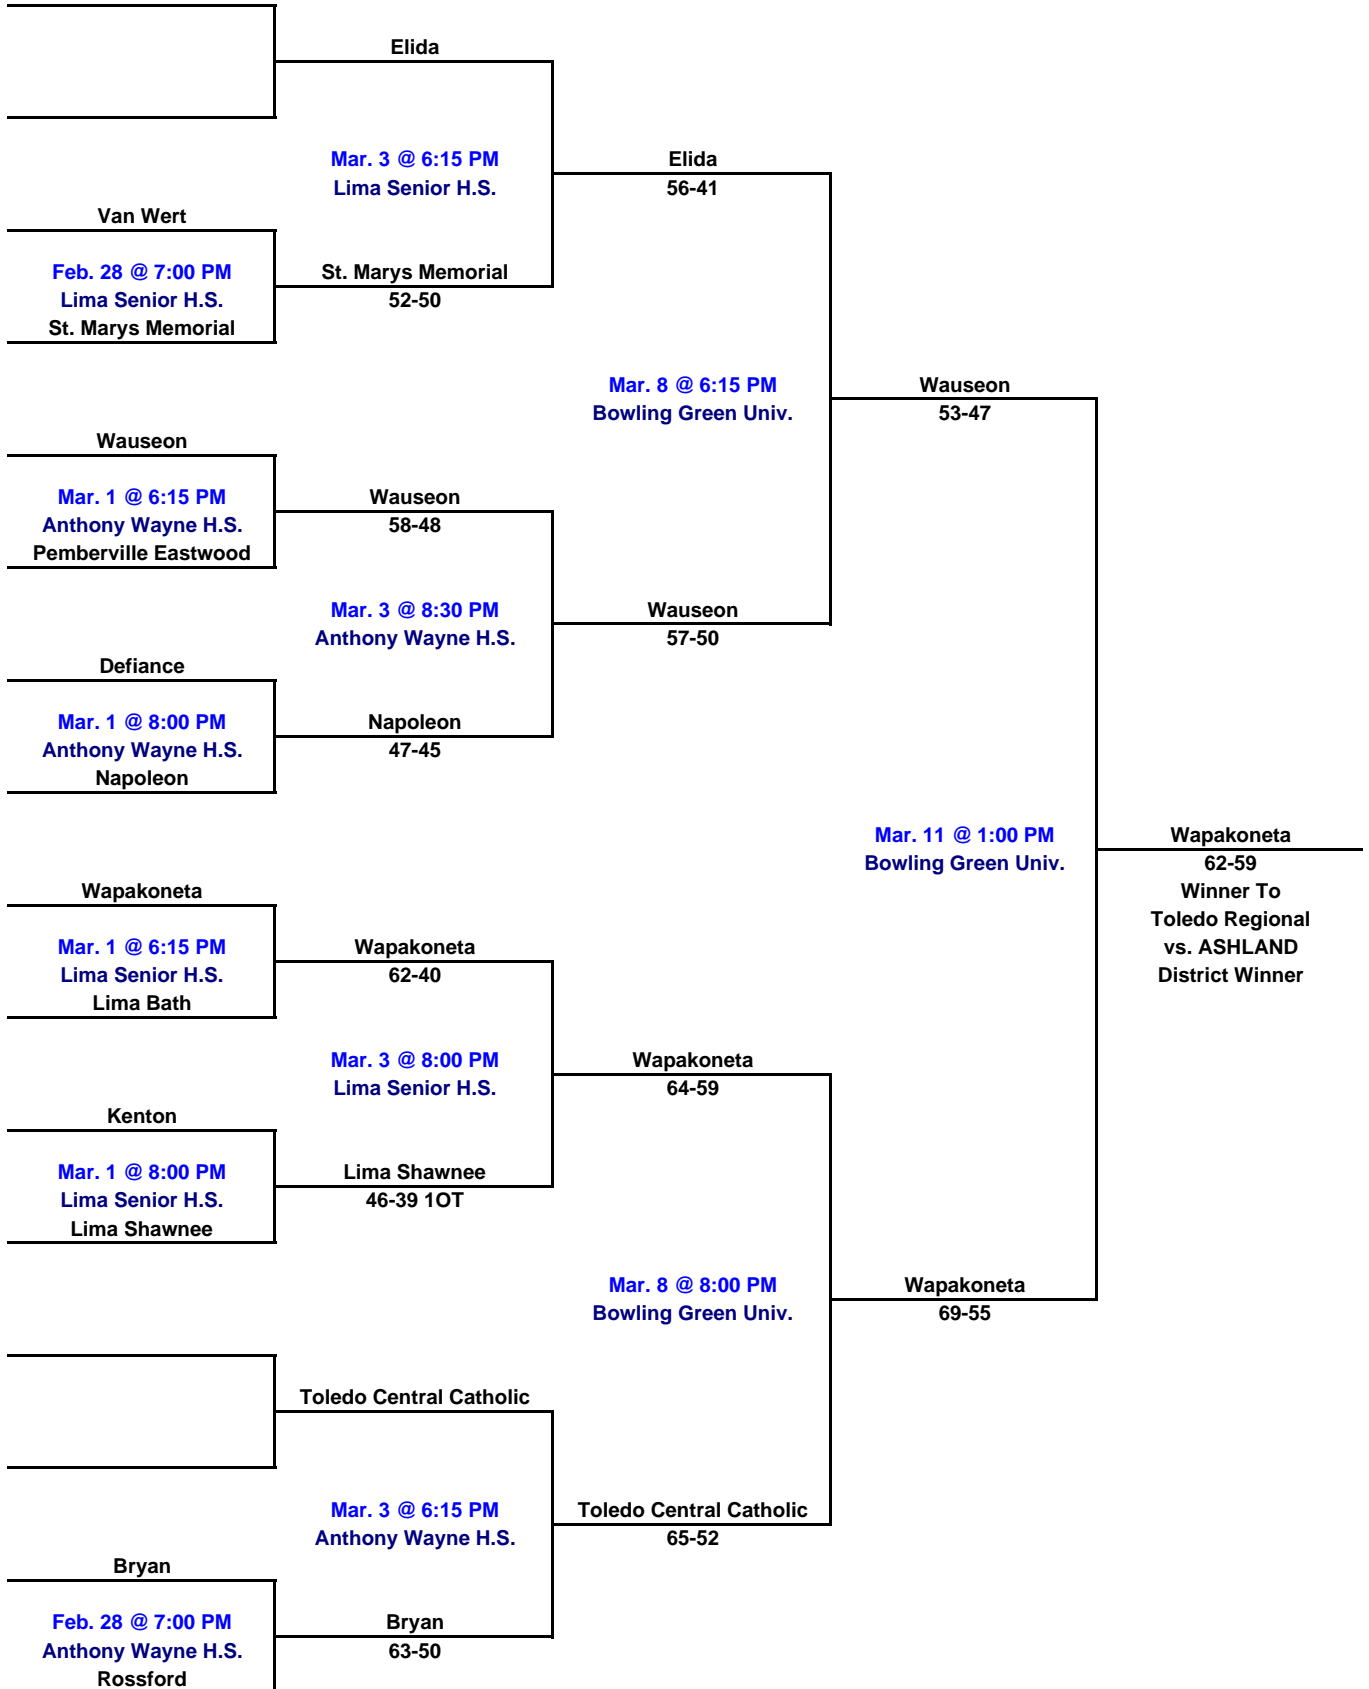 Elida
Mar. 3 @ 6:15 PM
Lima Senior H.S.
Elida
56-41
Van Wert
Feb. 28 @ 7:00 PM
Lima Senior H.S.
St. Marys Memorial
St. Marys Memorial
52-50
Mar. 8 @ 6:15 PM
Bowling Green Univ.
Wauseon
53-47
Wauseon
Mar. 1 @ 6:15 PM
Anthony Wayne H.S.
Pemberville Eastwood
Wauseon
58-48
Mar. 3 @ 8:30 PM
Anthony Wayne H.S.
Wauseon
57-50
Defiance
Mar. 1 @ 8:00 PM
Anthony Wayne H.S.
Napoleon
Napoleon
47-45
Mar. 11 @ 1:00 PM
Bowling Green Univ.
Wapakoneta
62-59
Winner To
Toledo Regional
vs. ASHLAND
District Winner
Wapakoneta
Mar. 1 @ 6:15 PM
Lima Senior H.S.
Lima Bath
Wapakoneta
62-40
Mar. 3 @ 8:00 PM
Lima Senior H.S.
Wapakoneta
64-59
Kenton
Mar. 1 @ 8:00 PM
Lima Senior H.S.
Lima Shawnee
Lima Shawnee
46-39 1OT
Mar. 8 @ 8:00 PM
Bowling Green Univ.
Wapakoneta
69-55
Toledo Central Catholic
Mar. 3 @ 6:15 PM
Anthony Wayne H.S.
Toledo Central Catholic
65-52
Bryan
Feb. 28 @ 7:00 PM
Anthony Wayne H.S.
Rossford
Bryan
63-50